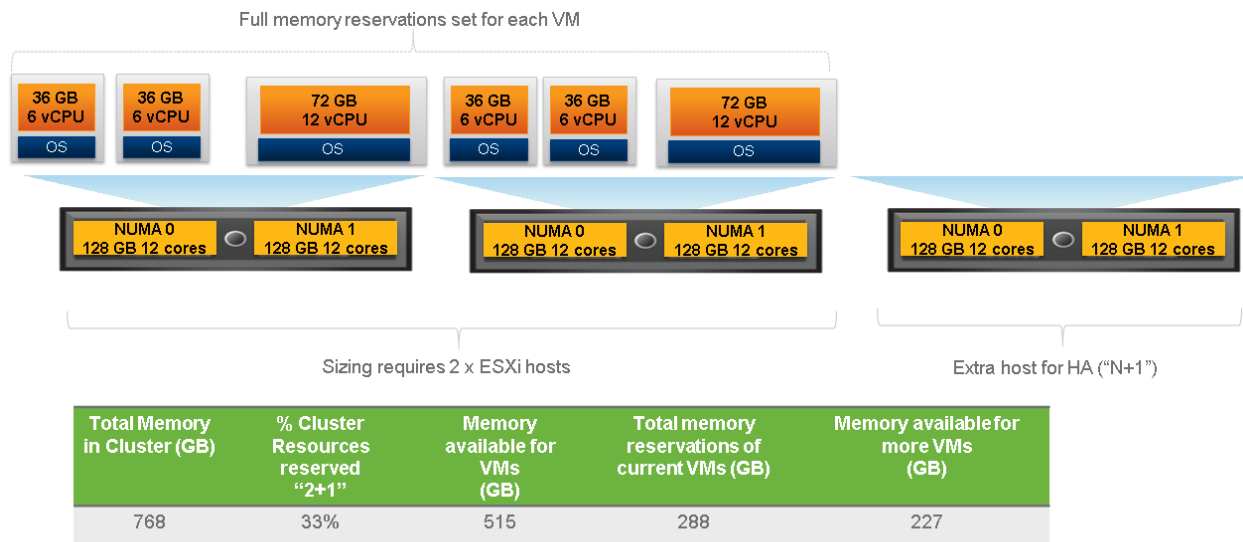 Full memory reservations set for each VM
36 GB
6 vCPU
OS
36 GB
6 vCPU
OS
72 GB
12 vCPU
OS
36 GB
6 vCPU
OS
36 GB
6 vCPU
OS
72 GB
12 vCPU
OS
NUMA 0
128 GB 12 cores
NUMA 1
128 GB 12 cores
NUMA 0
128 GB 12 cores
NUMA 1
128 GB 12 cores
NUMA 0
128 GB 12 cores
NUMA 1
128 GB 12 cores
Sizing requires 2 x ESXi hosts
Extra host for HA (“N+1”)
Total Memory
in Cluster (GB)
% Cluster
Resources
reserved
“2+1”
Memory
available for
VMs
(GB)
Total memory
reservations of
current VMs (GB)
Memory available for
more VMs
(GB)
768
33%
515
288
227